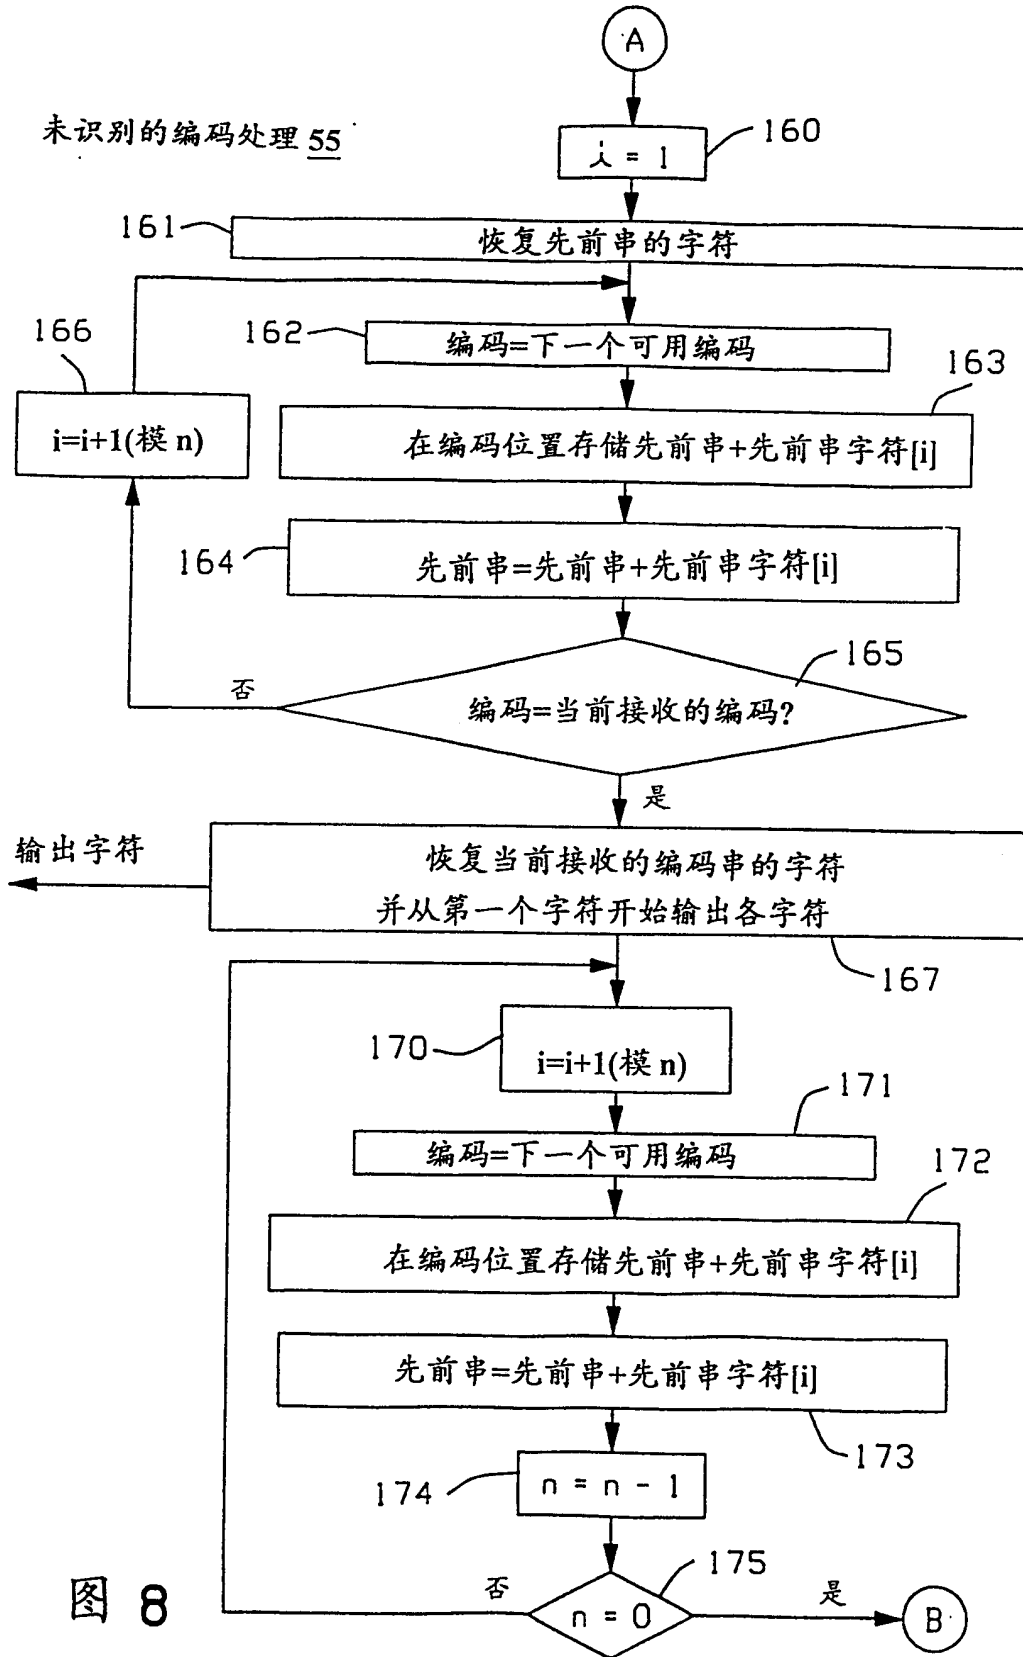 A
未识别的编码处理 55
160
i = 1
161
恢复先前串的字符
166
162
编码=下一个可用编码
163
i=i+1(模 n)
在编码位置存储先前串+先前串字符[i]
164
先前串=先前串+先前串字符[i]
165
否
编码=当前接收的编码?
是
输出字符
恢复当前接收的编码串的字符
并从第一个字符开始输出各字符
167
170
i=i+1(模 n)
171
编码=下一个可用编码
172
在编码位置存储先前串+先前串字符[i]
先前串=先前串+先前串字符[i]
173
174
n = n - 1
175
否
n = 0
是
B
图 8